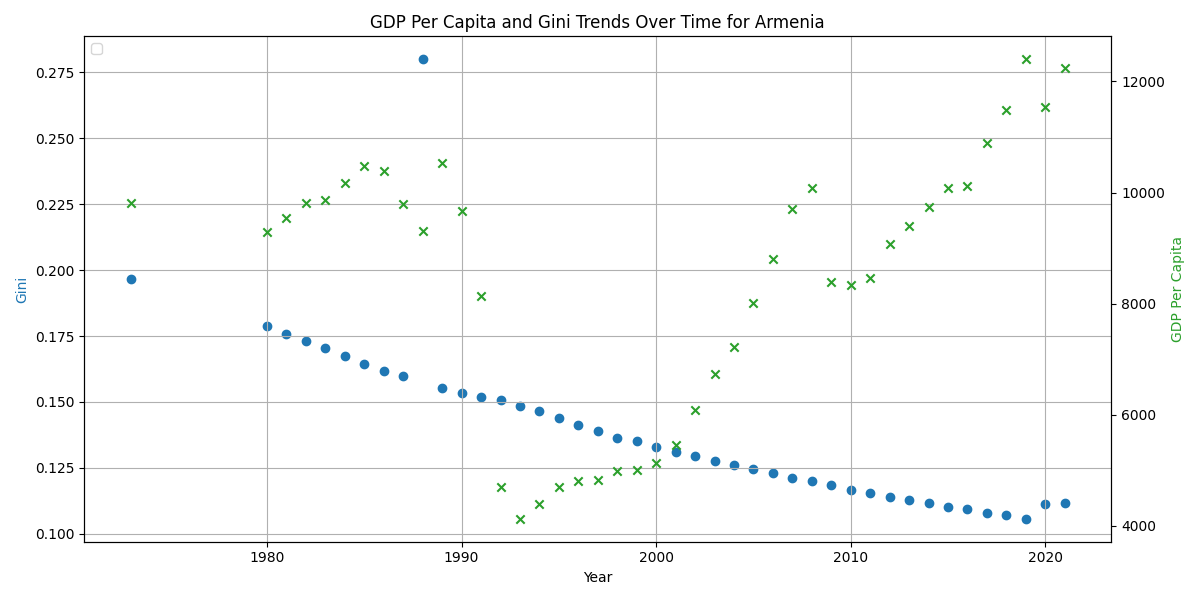 GDP Per Capita and Gini Trends Over Time for Armenia
0.275
0.250
0.225
0.200
0.175
0.150
0.125
0.100
Gini
12000
10000
8000
6000
4000
GDP Per Capita
1980 1990 2000 2010 2020
Year